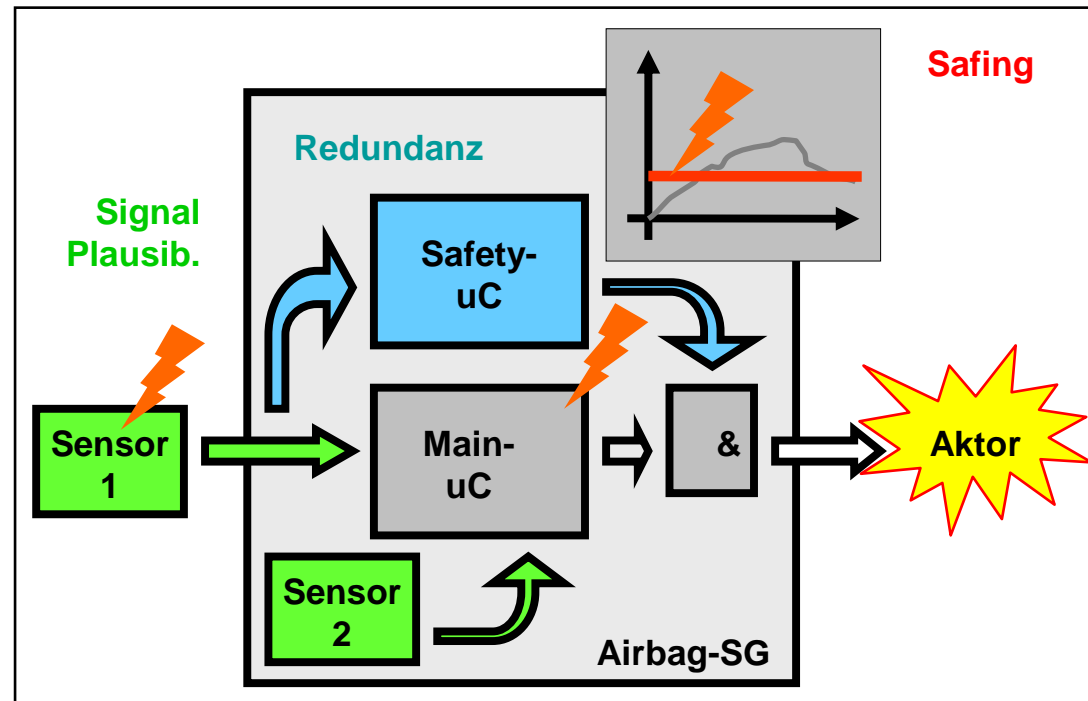 Safing
Redundanz
Signal
Plausib.
Safety-
uC
Sensor
1
Main-
uC
&
Aktor
Sensor
2
Airbag-SG